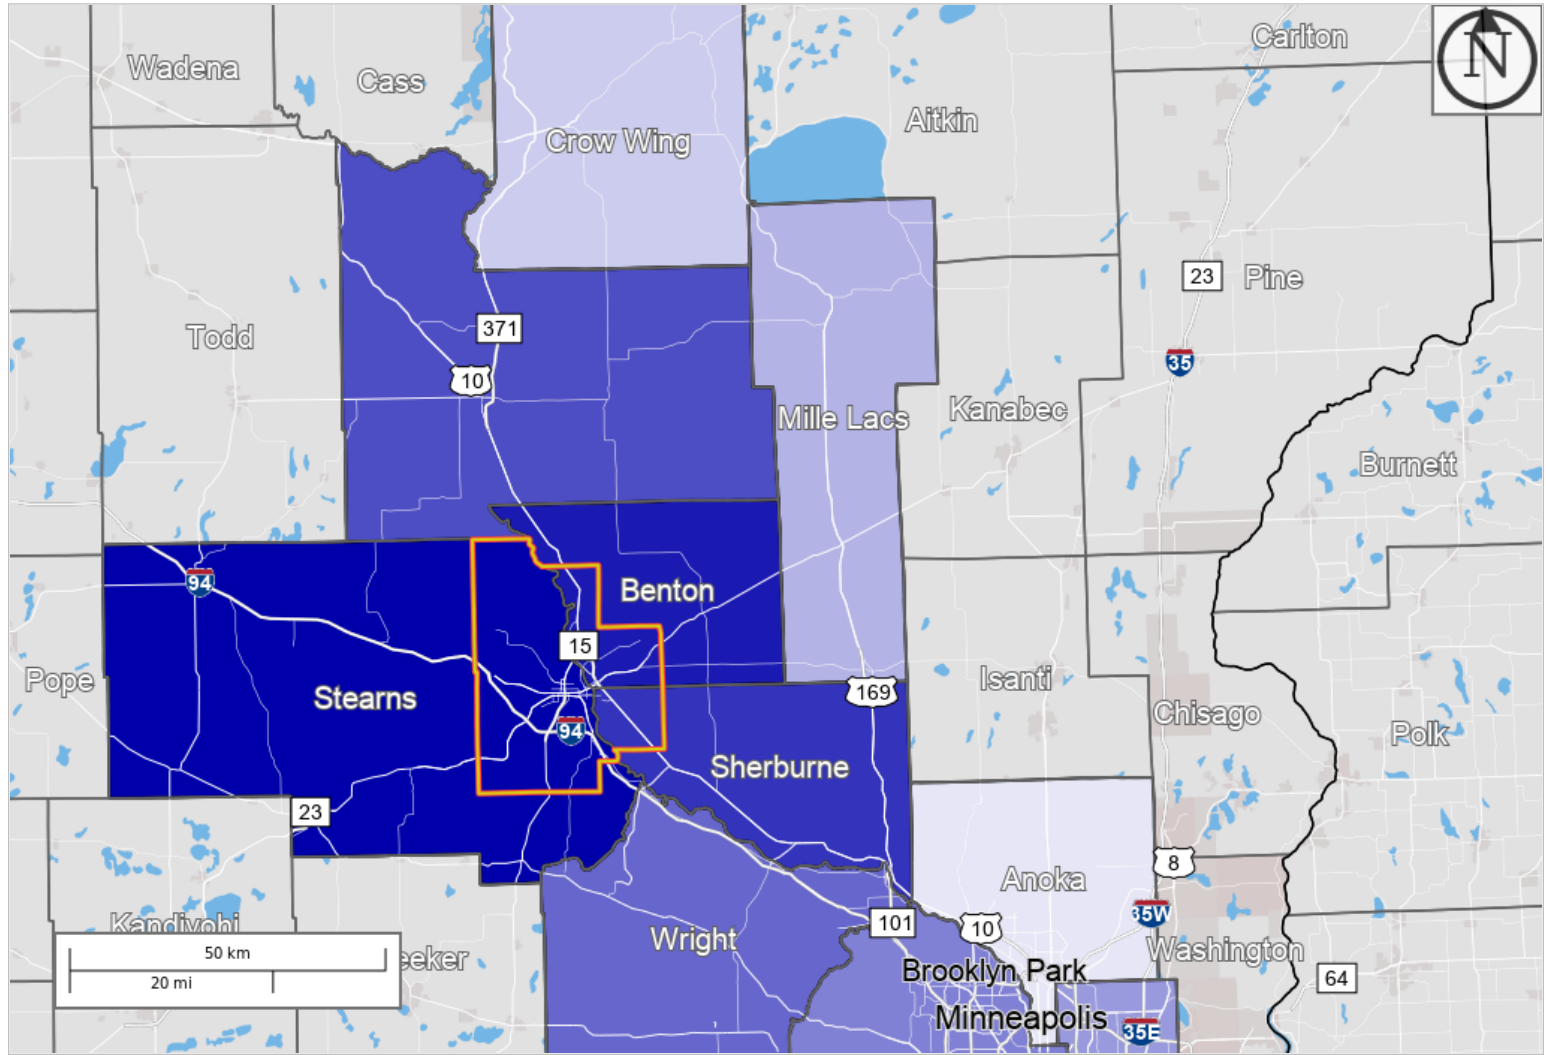 Carlton
N
Wadena
Cass
Aitkin
Crow Wing
23
Pine
371
Todd
35
10
Mille Lacs
Kanabec
Burnett
94
Benton
15
Pope
Stearns
Isanti
169
Chisago
94
Polk
Sherburne
23
8
Anoka
35W
Kandiyohi
101
10
Wright
Washington
50 km
eeker
Brooklyn Park
64
20 mi
Minneapolis
35E